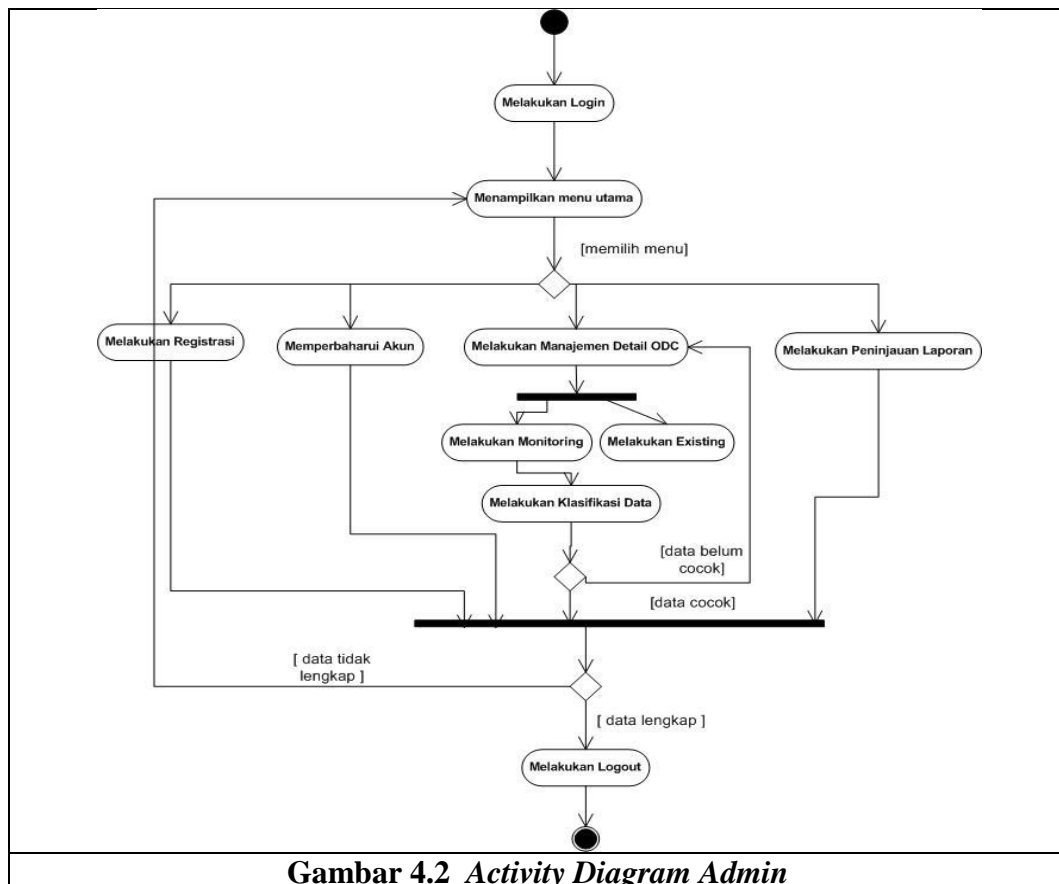 Melakukan Login
Menampilkan menu utama
[memilih menu]
Melakukan Registrasi
Memperbaharui Akun
Melakukan Manajemen Detail ODC
Melakukan Peninjauan Laporan
Melakukan Monitoring
Melakukan Existing
Melakukan Klasifikasi Data
[data belum
cocok]
[data cocok]
[ data tidak
lengkap ]
[ data lengkap ]
Melakukan Logout
Gambar 4.2 Activity Diagram Admin